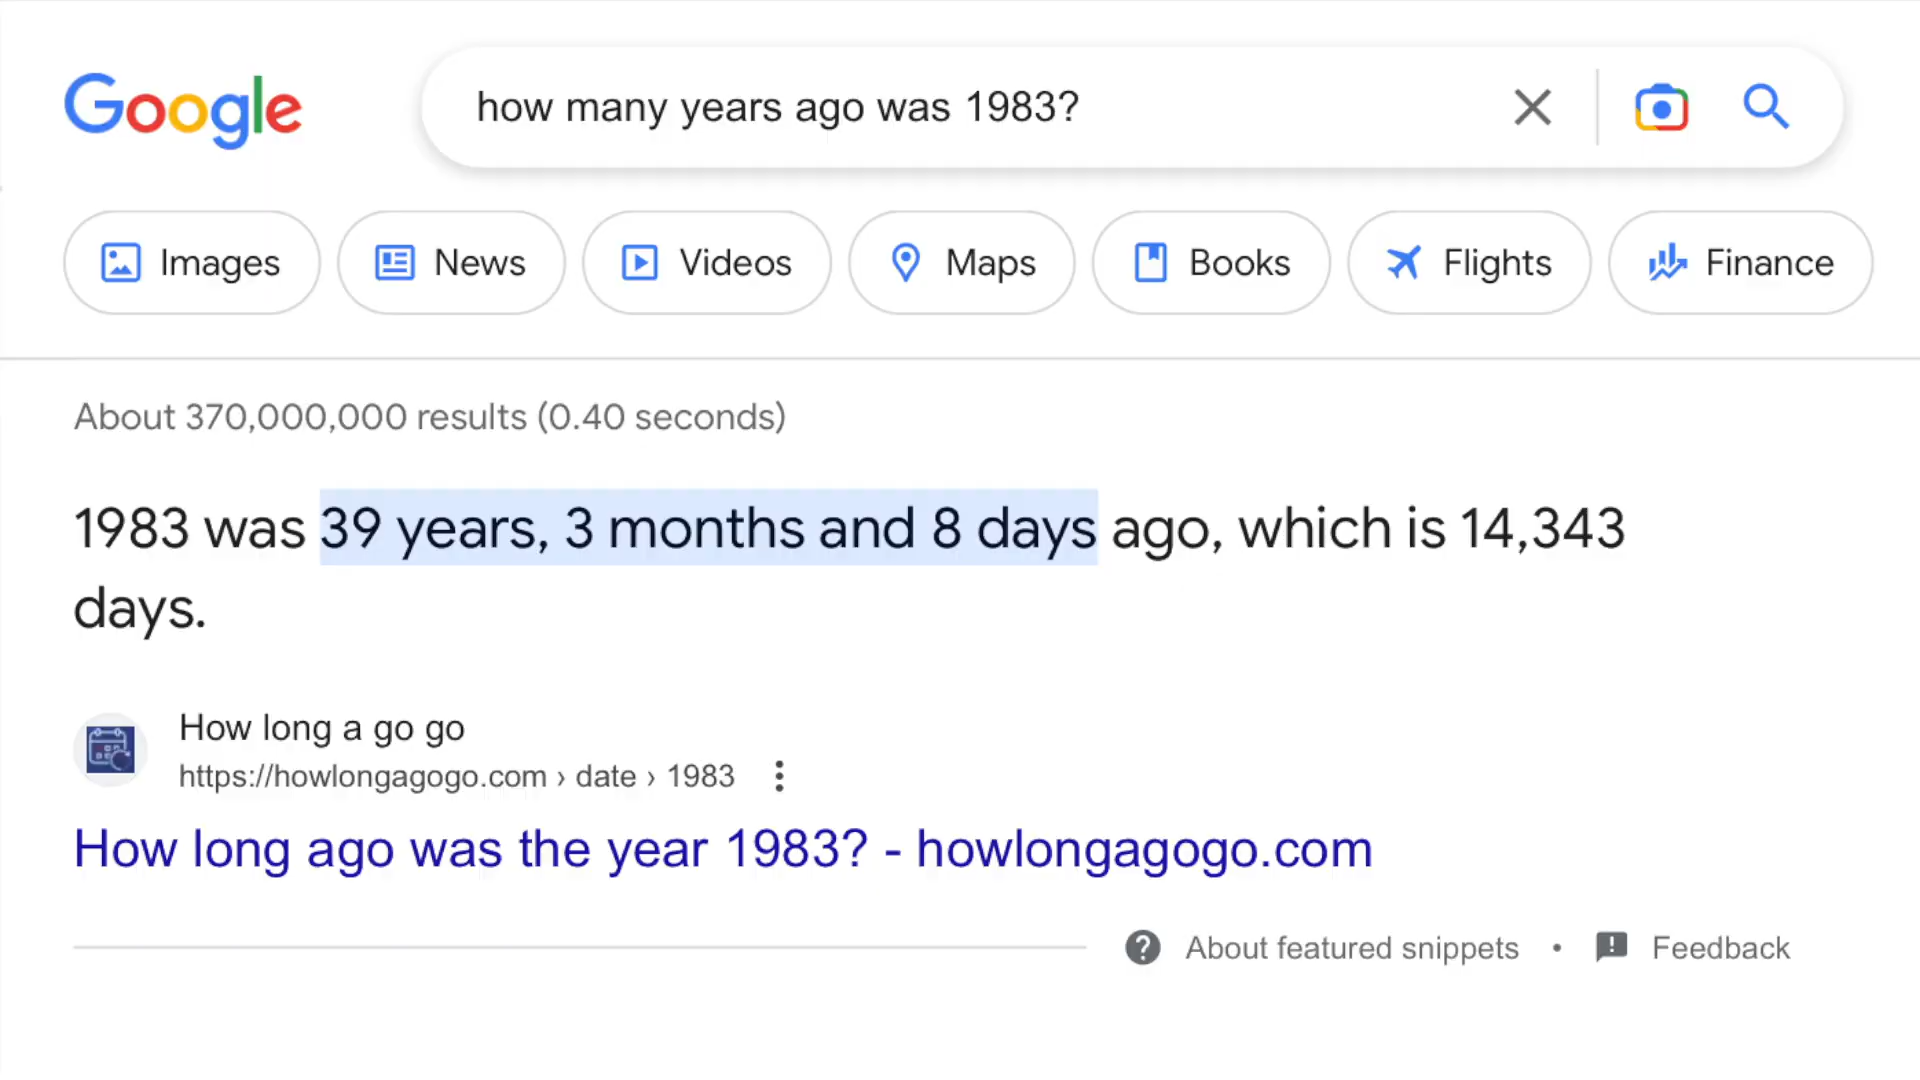 Google
how many years ago was 1983?
Images
News
Videos
Maps
Books
Flights
Finance
About 370,000,000 results (0.40 seconds)
1983 was 39 years, 3 months and 8 days ago, which is 14,343
days.
How long a go go
https://howlongagogo.com › date › 1983
How long ago was the year 1983? - howlongagogo.com
About featured snippets • Feedback